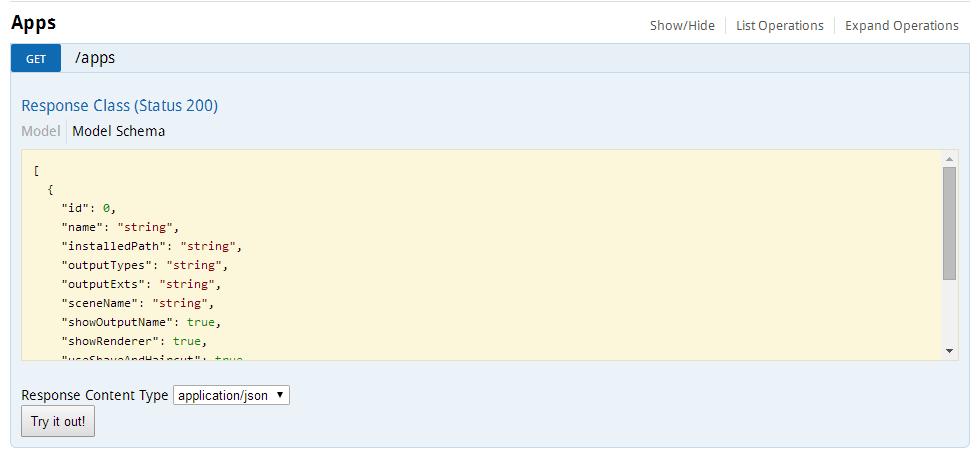 Apps
Show/Hide List Operations Expand Operations
GET /apps
Response Class (Status 200)
Model Model Schema
[
{
"id": 0,
"name": "string",
"installedPath": "string",
"outputTypes": "string",
"outputExts": "string",
"sceneName": "string",
"showOutputName": true,
"showRenderer": true,
"useShaveAndHaircut": true
Response Content Type application/json
Try it out!